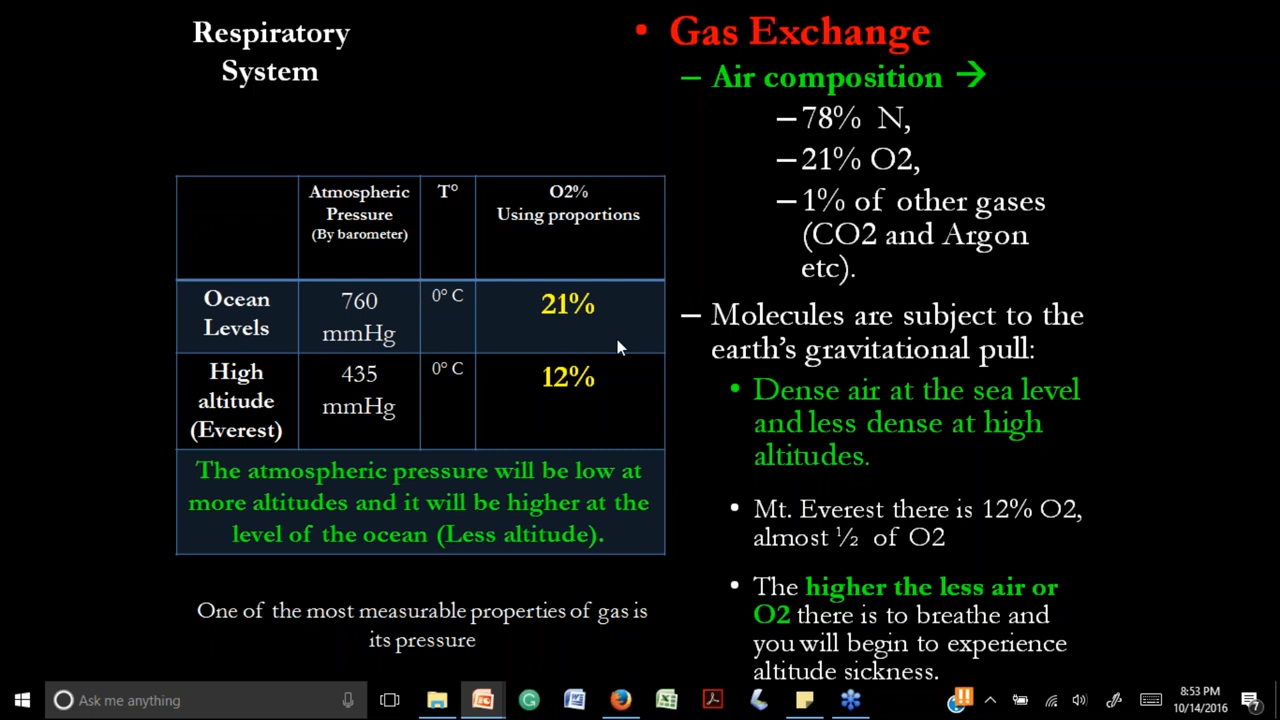 Respiratory
System
Atmospheric
Pressure
(By barometer)
T°
O2%
Using proportions
Ocean
Levels
760
mmHg
0° C
21%
High
altitude
(Everest)
435
mmHg
0° C
12%
The atmospheric pressure will be low at
more altitudes and it will be higher at the
level of the ocean (Less altitude).
One of the most measurable properties of gas is
its pressure
• Gas Exchange
– Air composition →
– 78% N,
– 21% O2,
– 1% of other gases
(CO2 and Argon
etc).
– Molecules are subject to the
earth's gravitational pull:
• Dense air at the sea level
and less dense at high
altitudes.
• Mt. Everest there is 12% O2,
almost ½ of O2
• The higher the less air or
O2 there is to breathe and
you will begin to experience
altitude sickness.
Ask me anything
8:53 PM
10/14/2016
7